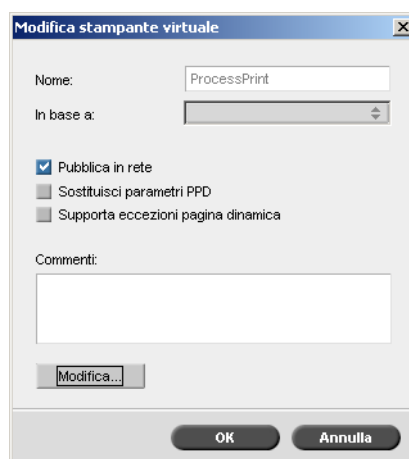 Modifica stampante virtuale
Nome: ProcessPrint
In base a:
Pubblica in rete
Sostituisci parametri PPD
Supporta eccezioni pagina dinamica
Commenti:
Modifica...
OK Annulla